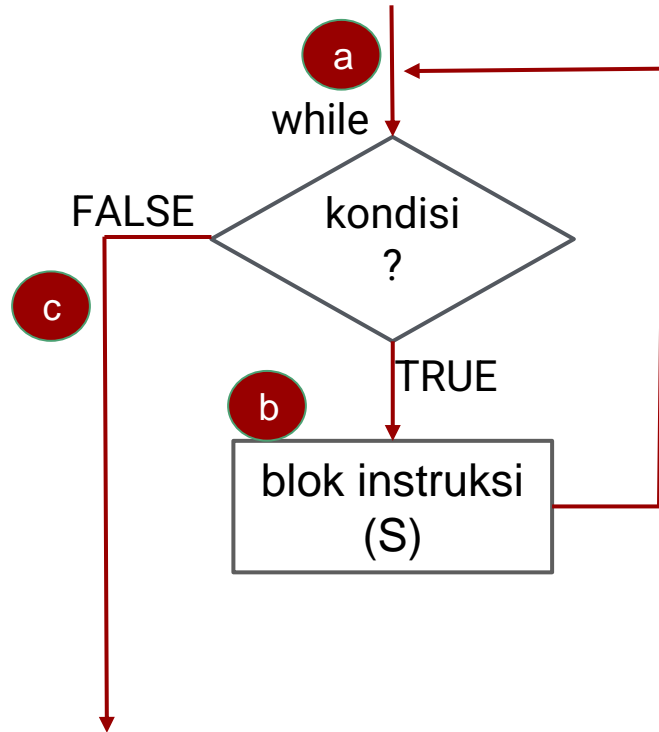 a
while
FALSE
kondisi
?
c
TRUE
b
blok instruksi
(S)